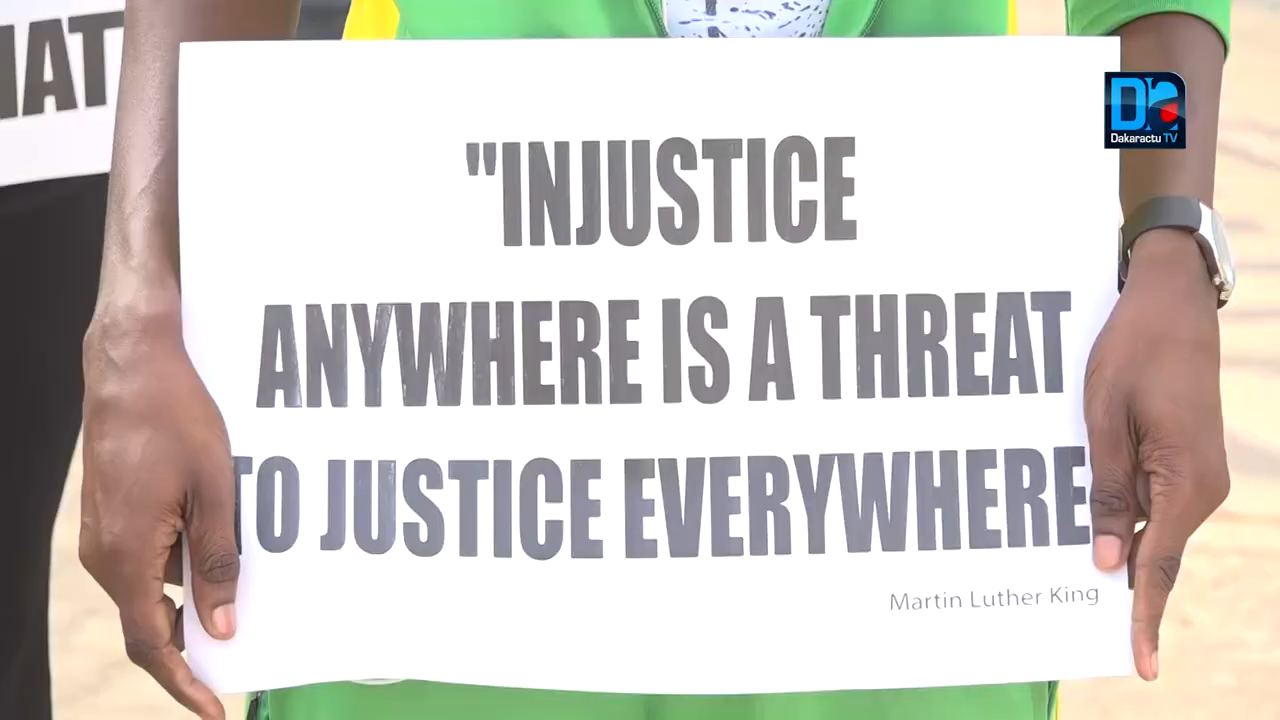 "INJUSTICE
ANYWHERE IS A THREAT
TO JUSTICE EVERYWHERE
Martin Luther King
Dakaractu TV